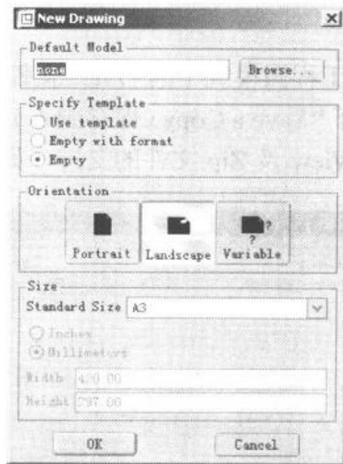 New Drawing
Default Model
none
Browse...
Specify Template
Use template
Empty with format
Empty
Orientation
?
?
Portrait Landscape Variable
Size
Standard Size A3
Inches
Millimeters
Width 420.00
Height 297.00
OK Cancel